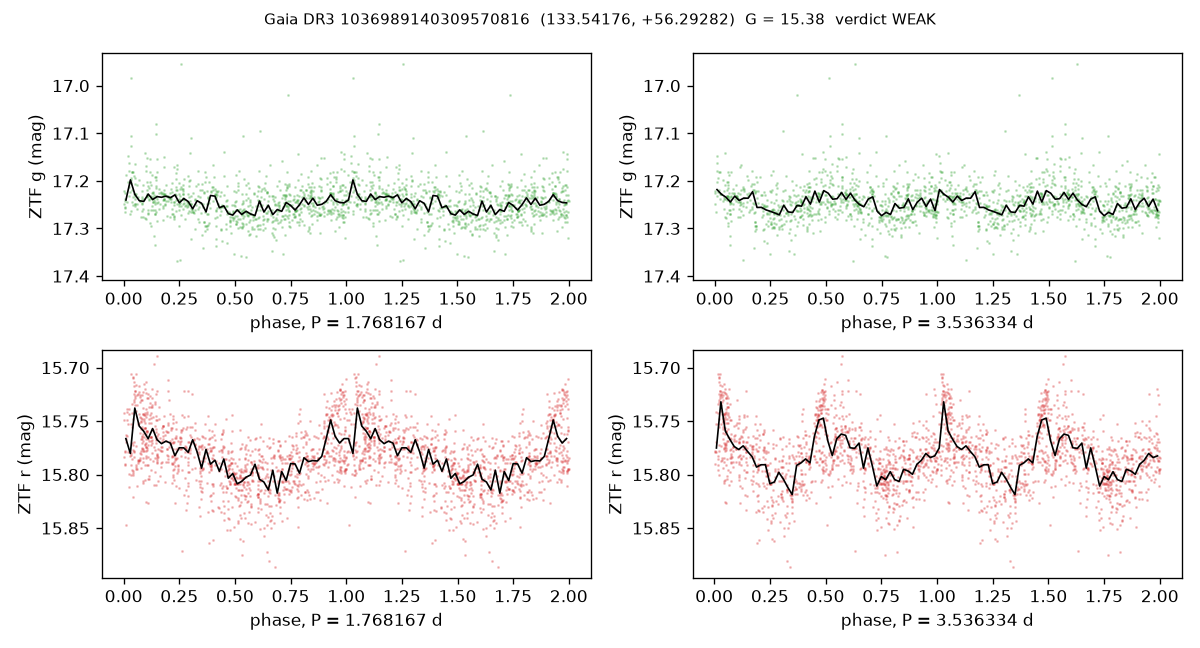 Gaia DR3 1036989140309570816  (133.54176, +56.29282)  G = 15.38  verdict WEAK
ZTF g (mag)
17.0
17.1
17.2
17.3
17.4
0.00 0.25 0.50 0.75 1.00 1.25 1.50 1.75 2.00
phase, P = 1.768167 d
ZTF g (mag)
17.0
17.1
17.2
17.3
17.4
0.00 0.25 0.50 0.75 1.00 1.25 1.50 1.75 2.00
phase, P = 3.536334 d
ZTF r (mag)
15.70
15.75
15.80
15.85
0.00 0.25 0.50 0.75 1.00 1.25 1.50 1.75 2.00
phase, P = 1.768167 d
ZTF r (mag)
15.70
15.75
15.80
15.85
0.00 0.25 0.50 0.75 1.00 1.25 1.50 1.75 2.00
phase, P = 3.536334 d